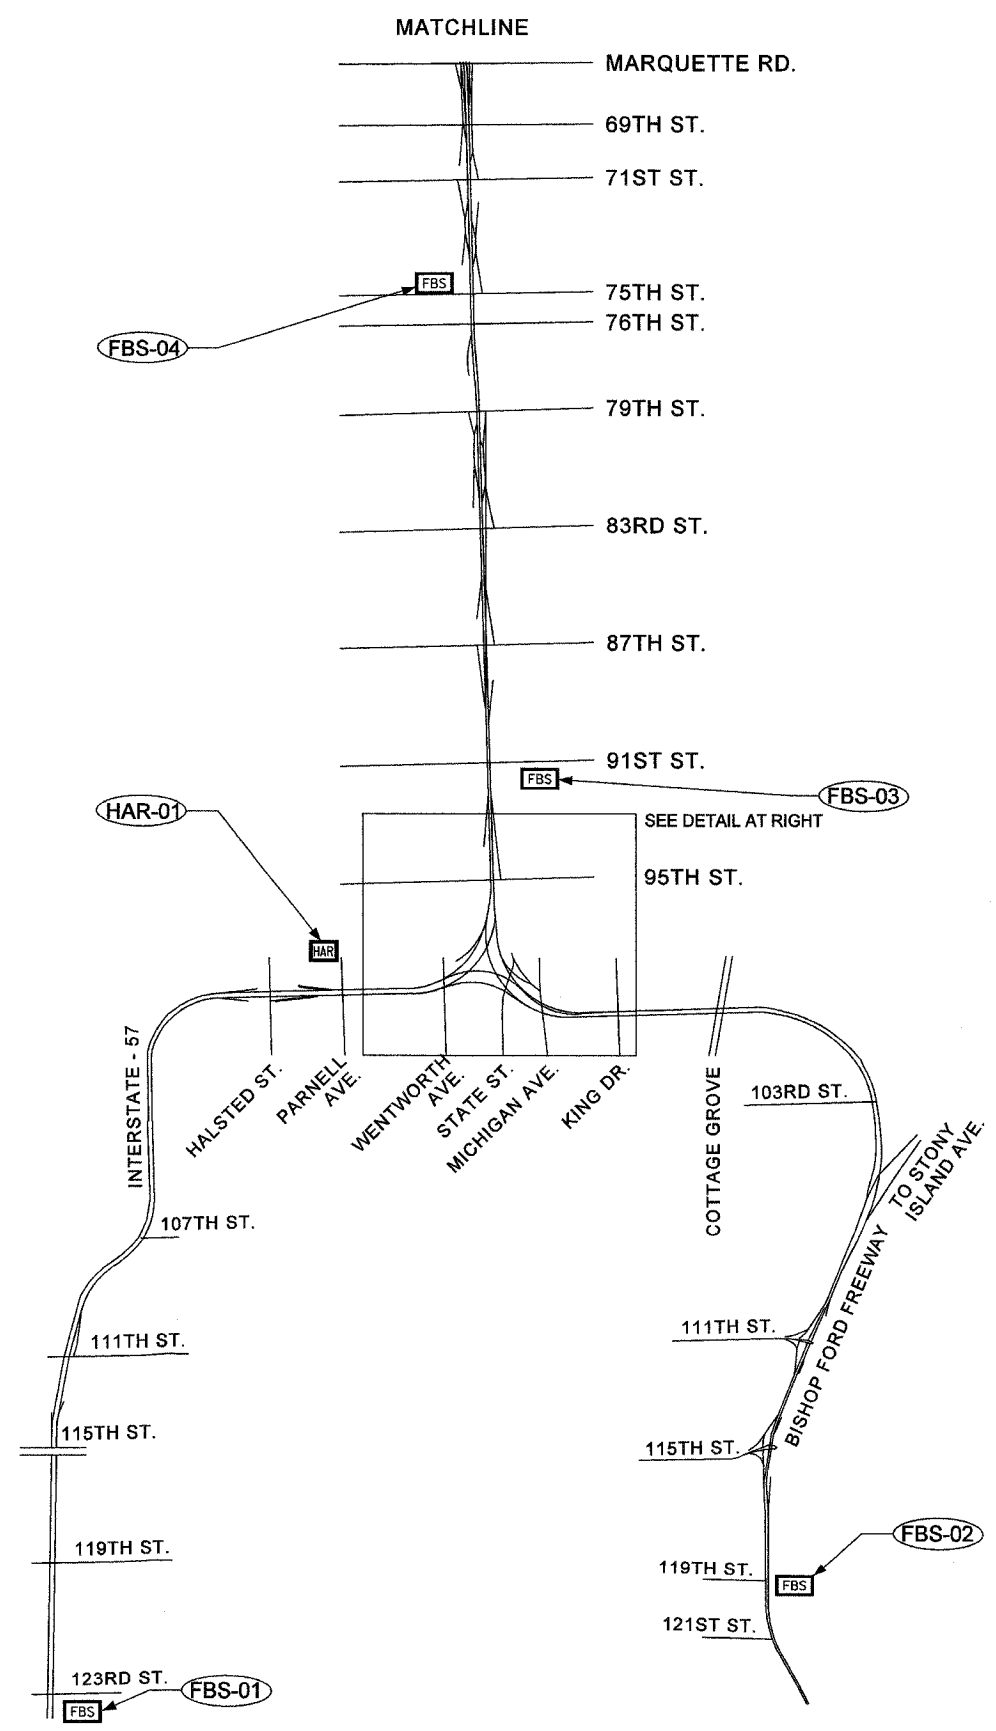 MATCHLINE
MARQUETTE RD.
69TH ST.
71ST ST.
FBS
75TH ST.
76TH ST.
FBS-04
79TH ST.
83RD ST.
87TH ST.
91ST ST.
FBS
FBS-03
HAR-01
SEE DETAIL AT RIGHT
95TH ST.
HAR
INTERSTATE - 57
HALSTED ST.
PARNELL
AVE.
WENTWORTH
AVE.
STATE ST.
MICHIGAN AVE.
KING DR.
COTTAGE GROVE
103RD ST.
TO STONY
ISLAND AVE.
107TH ST.
BISHOP FORD FREEWAY
111TH ST.
111TH ST.
115TH ST.
115TH ST.
FBS-02
119TH ST.
119TH ST.
FBS
121ST ST.
123RD ST.
FBS-01
FBS